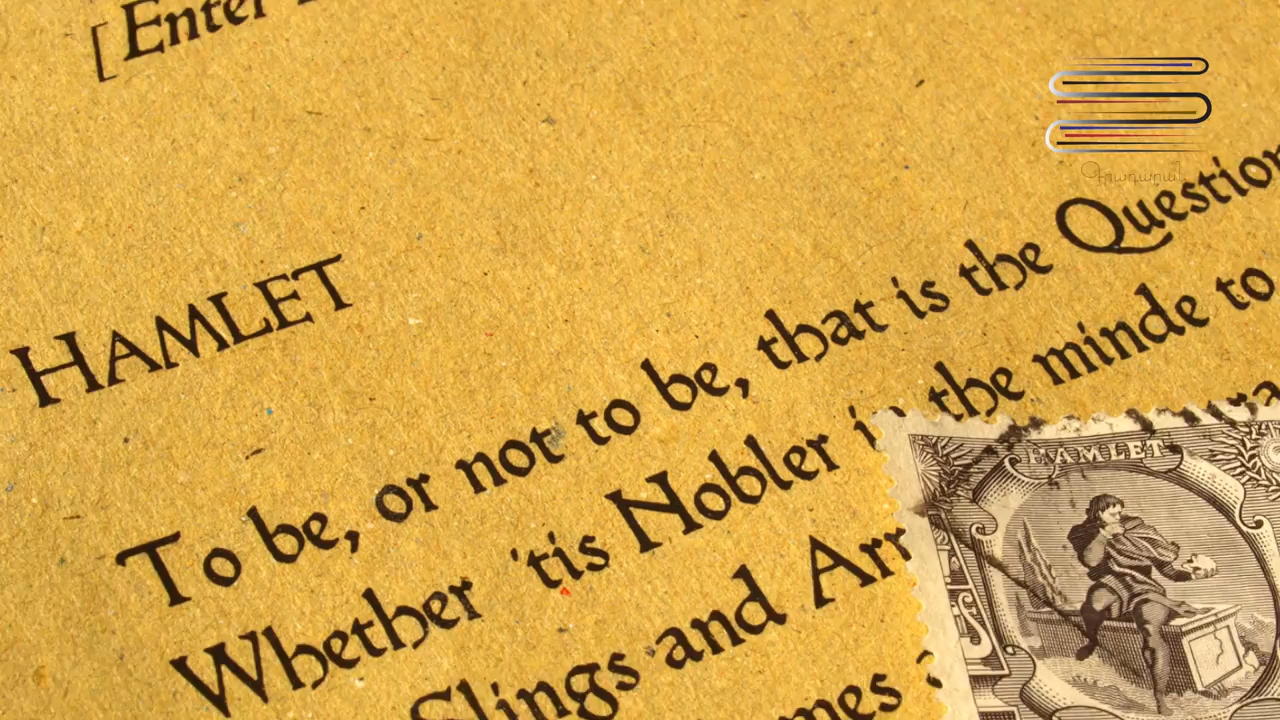 [Enter
Գրադարան
HAMLET
To be, or not to be, that is the Question
Whether 'tis Nobler in the minde to
Slings and Arr
HAMLET